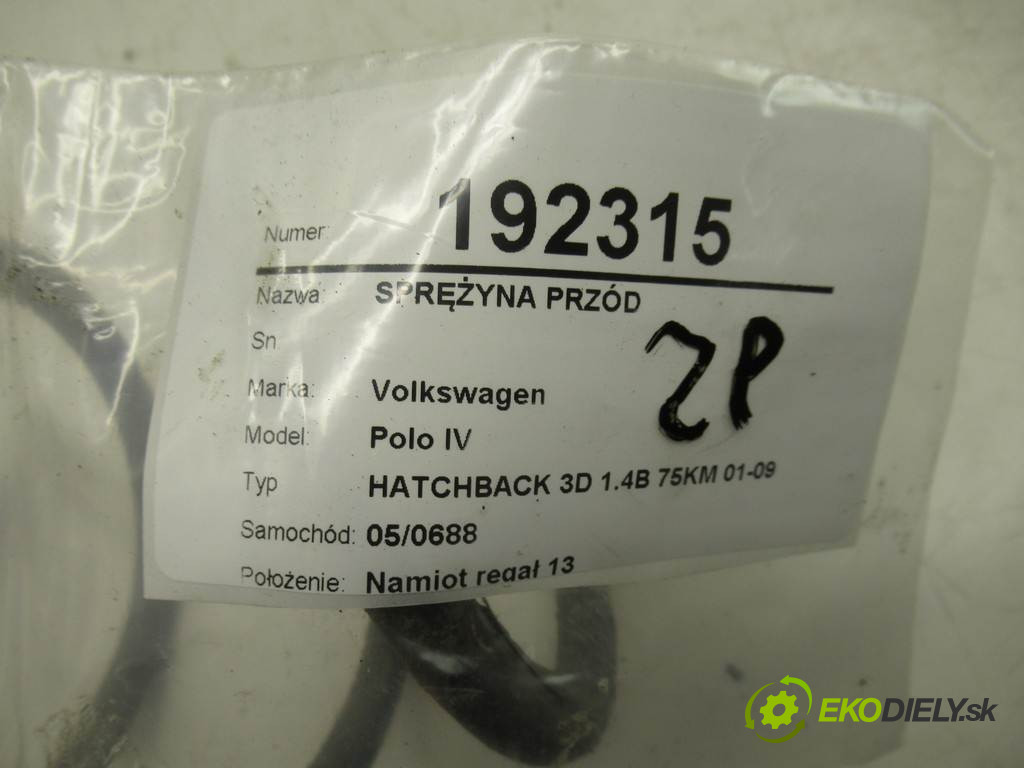 Numer: 192315
Nazwa: SPRĘŻYNA PRZÓD
Sn
Marka: Volkswagen
2P
Model: Polo IV
Typ HATCHBACK 3D 1.4B 75KM 01-09
Samochód: 05/0688
Położenie: Namiot regał 13
EKODIELY.sk